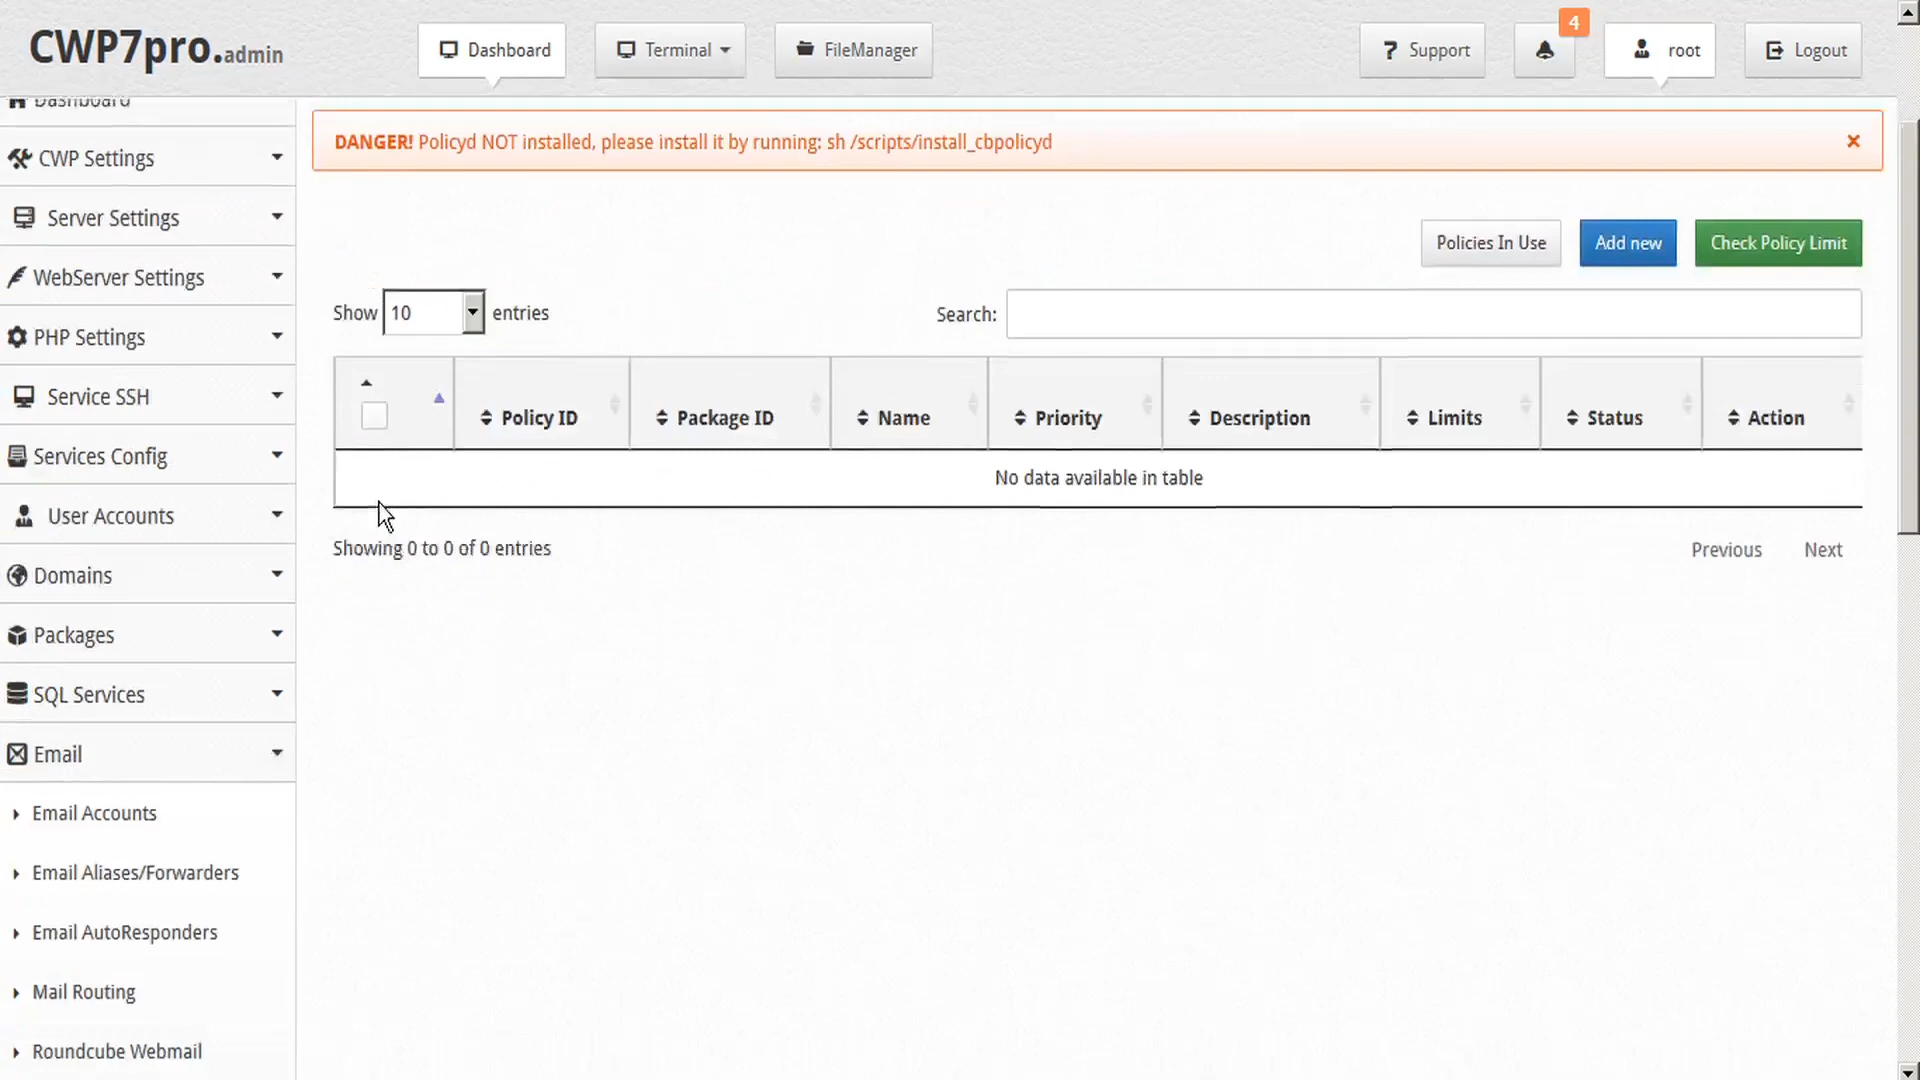 CWP7pro.admin
Dashboard
Terminal
FileManager
? Support
4
root
Logout
Dashboard
CWP Settings
Server Settings
WebServer Settings
PHP Settings
Service SSH
Services Config
User Accounts
Domains
Packages
SQL Services
Email
Email Accounts
Email Aliases/Forwarders
Email AutoResponders
Mail Routing
Roundcube Webmail
DANGER! Policyd NOT installed, please install it by running: sh /scripts/install_cbpolicyd
×
Policies In Use
Add new
Check Policy Limit
Show 10 entries
Search:
Policy ID
Package ID
Name
Priority
Description
Limits
Status
Action
No data available in table
Showing 0 to 0 of 0 entries
Previous
Next